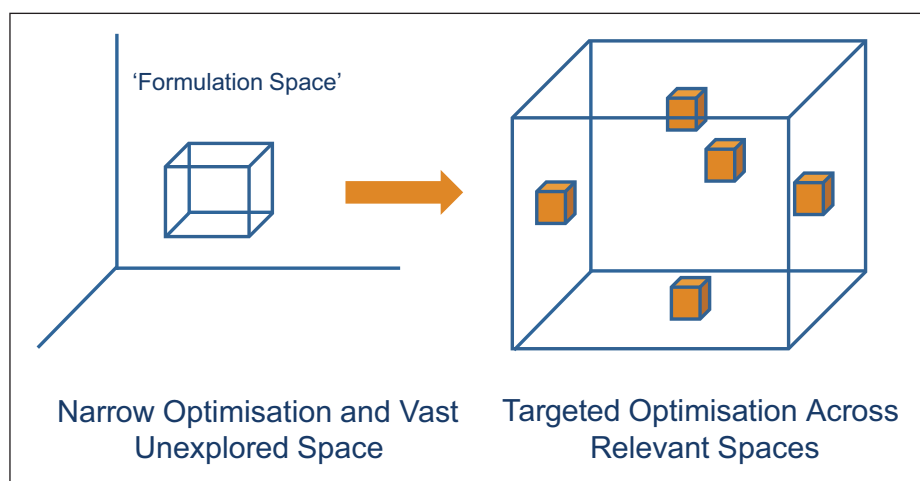 ‘Formulation Space’
Narrow Optimisation and Vast
Unexplored Space
Targeted Optimisation Across
Relevant Spaces